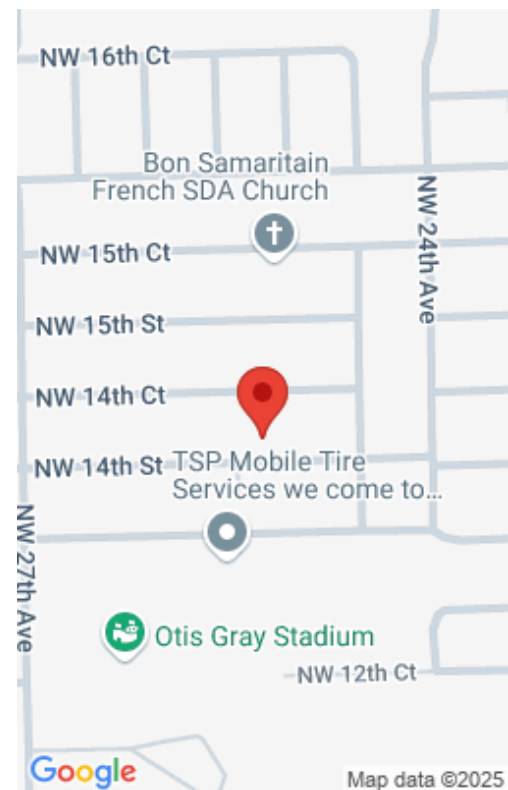 NW 16th Ct
Bon Samaritain
French SDA Church
NW 24th Ave
NW 15th Ct
NW 15th St
NW 14th Ct
NW 14th St
TSP Mobile Tire
Services we come to...
NW 27th Ave
Otis Gray Stadium
NW 12th Ct
Google
Map data ©2025